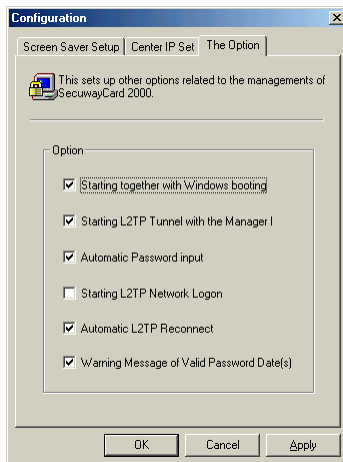 Configuration
Screen Saver Setup
Center IP Set
The Option
This sets up other options related to the managements of
SecuwayCard 2000.
Option
Starting together with Windows booting
Starting L2TP Tunnel with the Manager I
Automatic Password input
Starting L2TP Network Logon
Automatic L2TP Reconnect
Warning Message of Valid Password Date(s)
OK
Cancel
Apply